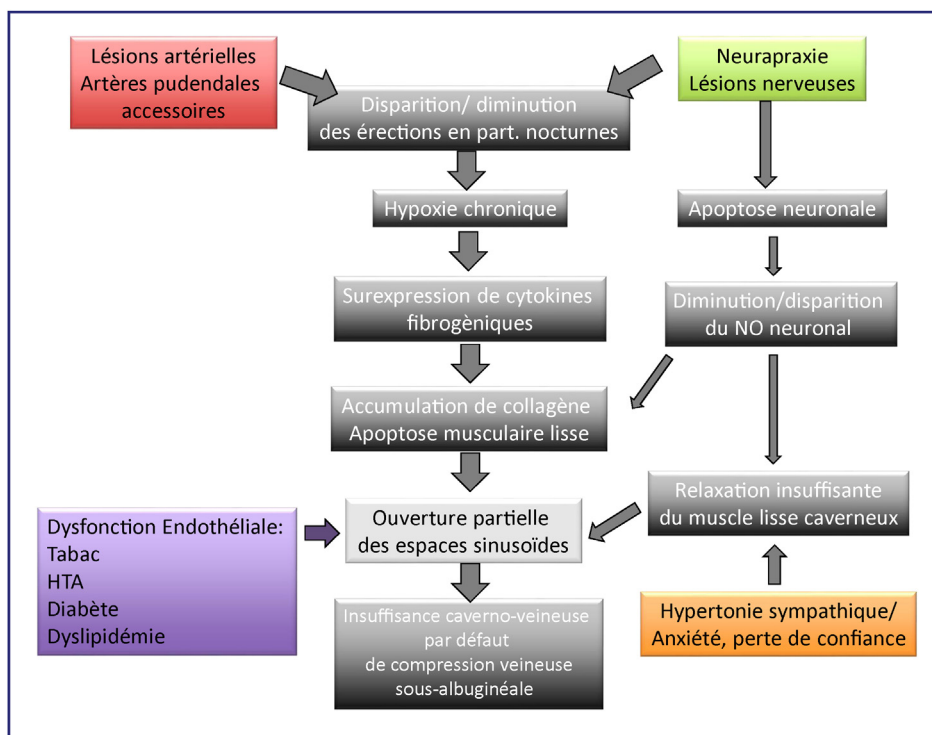 Lésions artérielles
Artères pudendales
accessoires
Neurapraxie
Lésions nerveuses
Disparition/ diminution
des érections en part. nocturnes
Hypoxie chronique
Apoptose neuronale
Surexpression de cytokines
fibrogèniques
Diminution/disparition
du NO neuronal
Accumulation de collagène
Apoptose musculaire lisse
Relaxation insuffisante
du muscle lisse caverneux
Dysfonction Endothéliale:
Tabac
HTA
Diabète
Dyslipidémie
Ouverture partielle
des espaces sinusoïdes
Hypertonie sympathique/
Anxiété, perte de confiance
Insuffisance caverno-veineuse
par défaut
de compression veineuse
sous-albuginéale